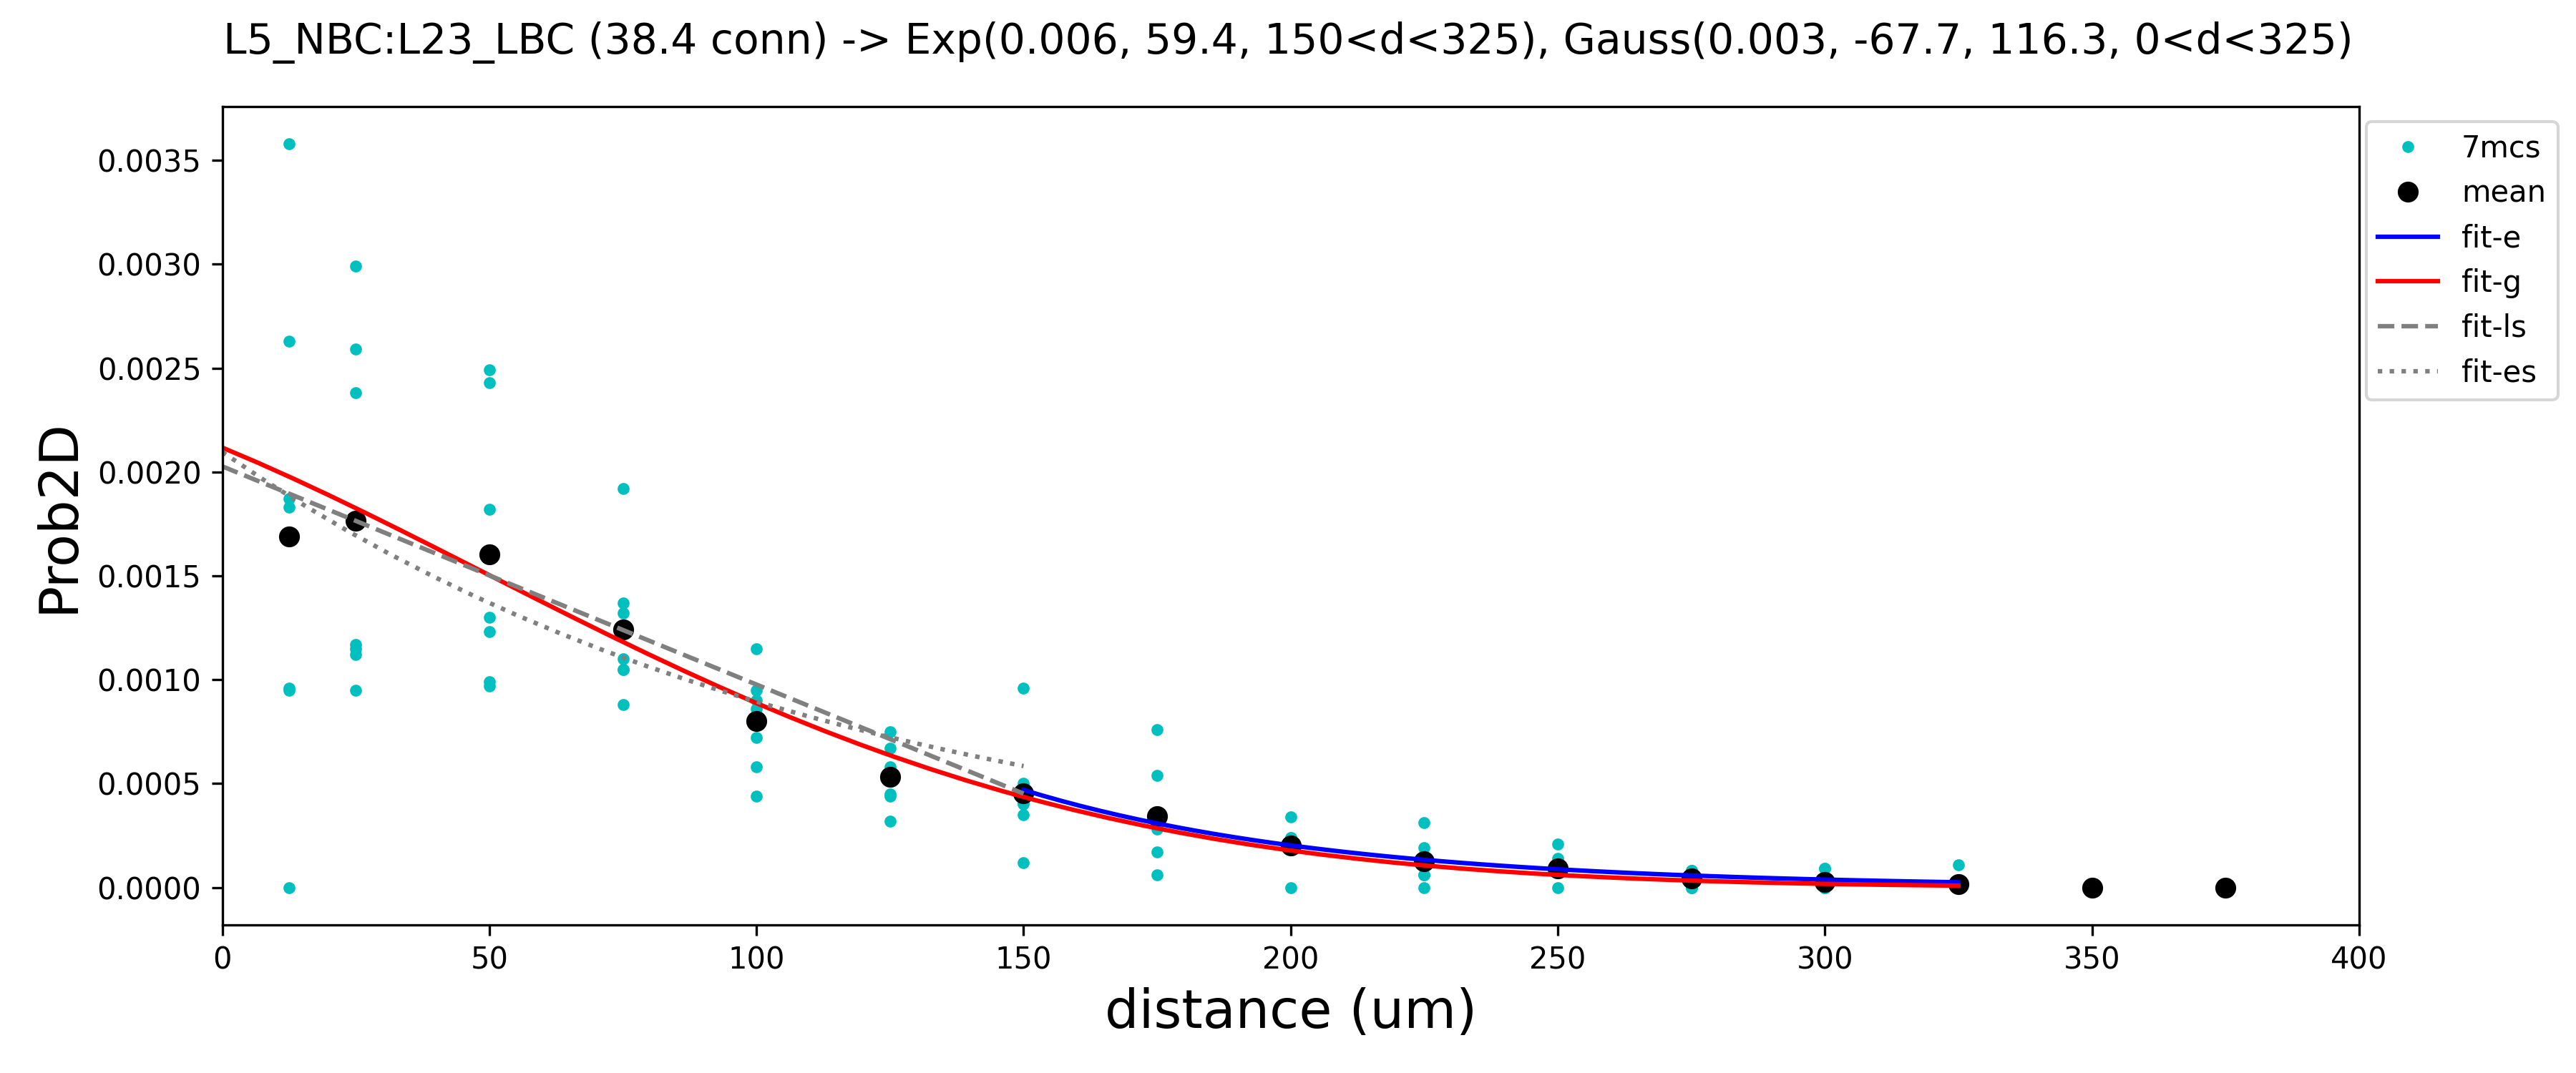 L5_NBC:L23_LBC (38.4 conn) -> Exp(0.006, 59.4, 150<d<325), Gauss(0.003, -67.7, 116.3, 0<d<325)
0.0035
0.0030
0.0025
0.0020
0.0015
0.0010
0.0005
0.0000
Prob2D
0 50 100 150 200 250 300 350 400
distance (um)
7mcs
mean
fit-e
fit-g
fit-ls
fit-es